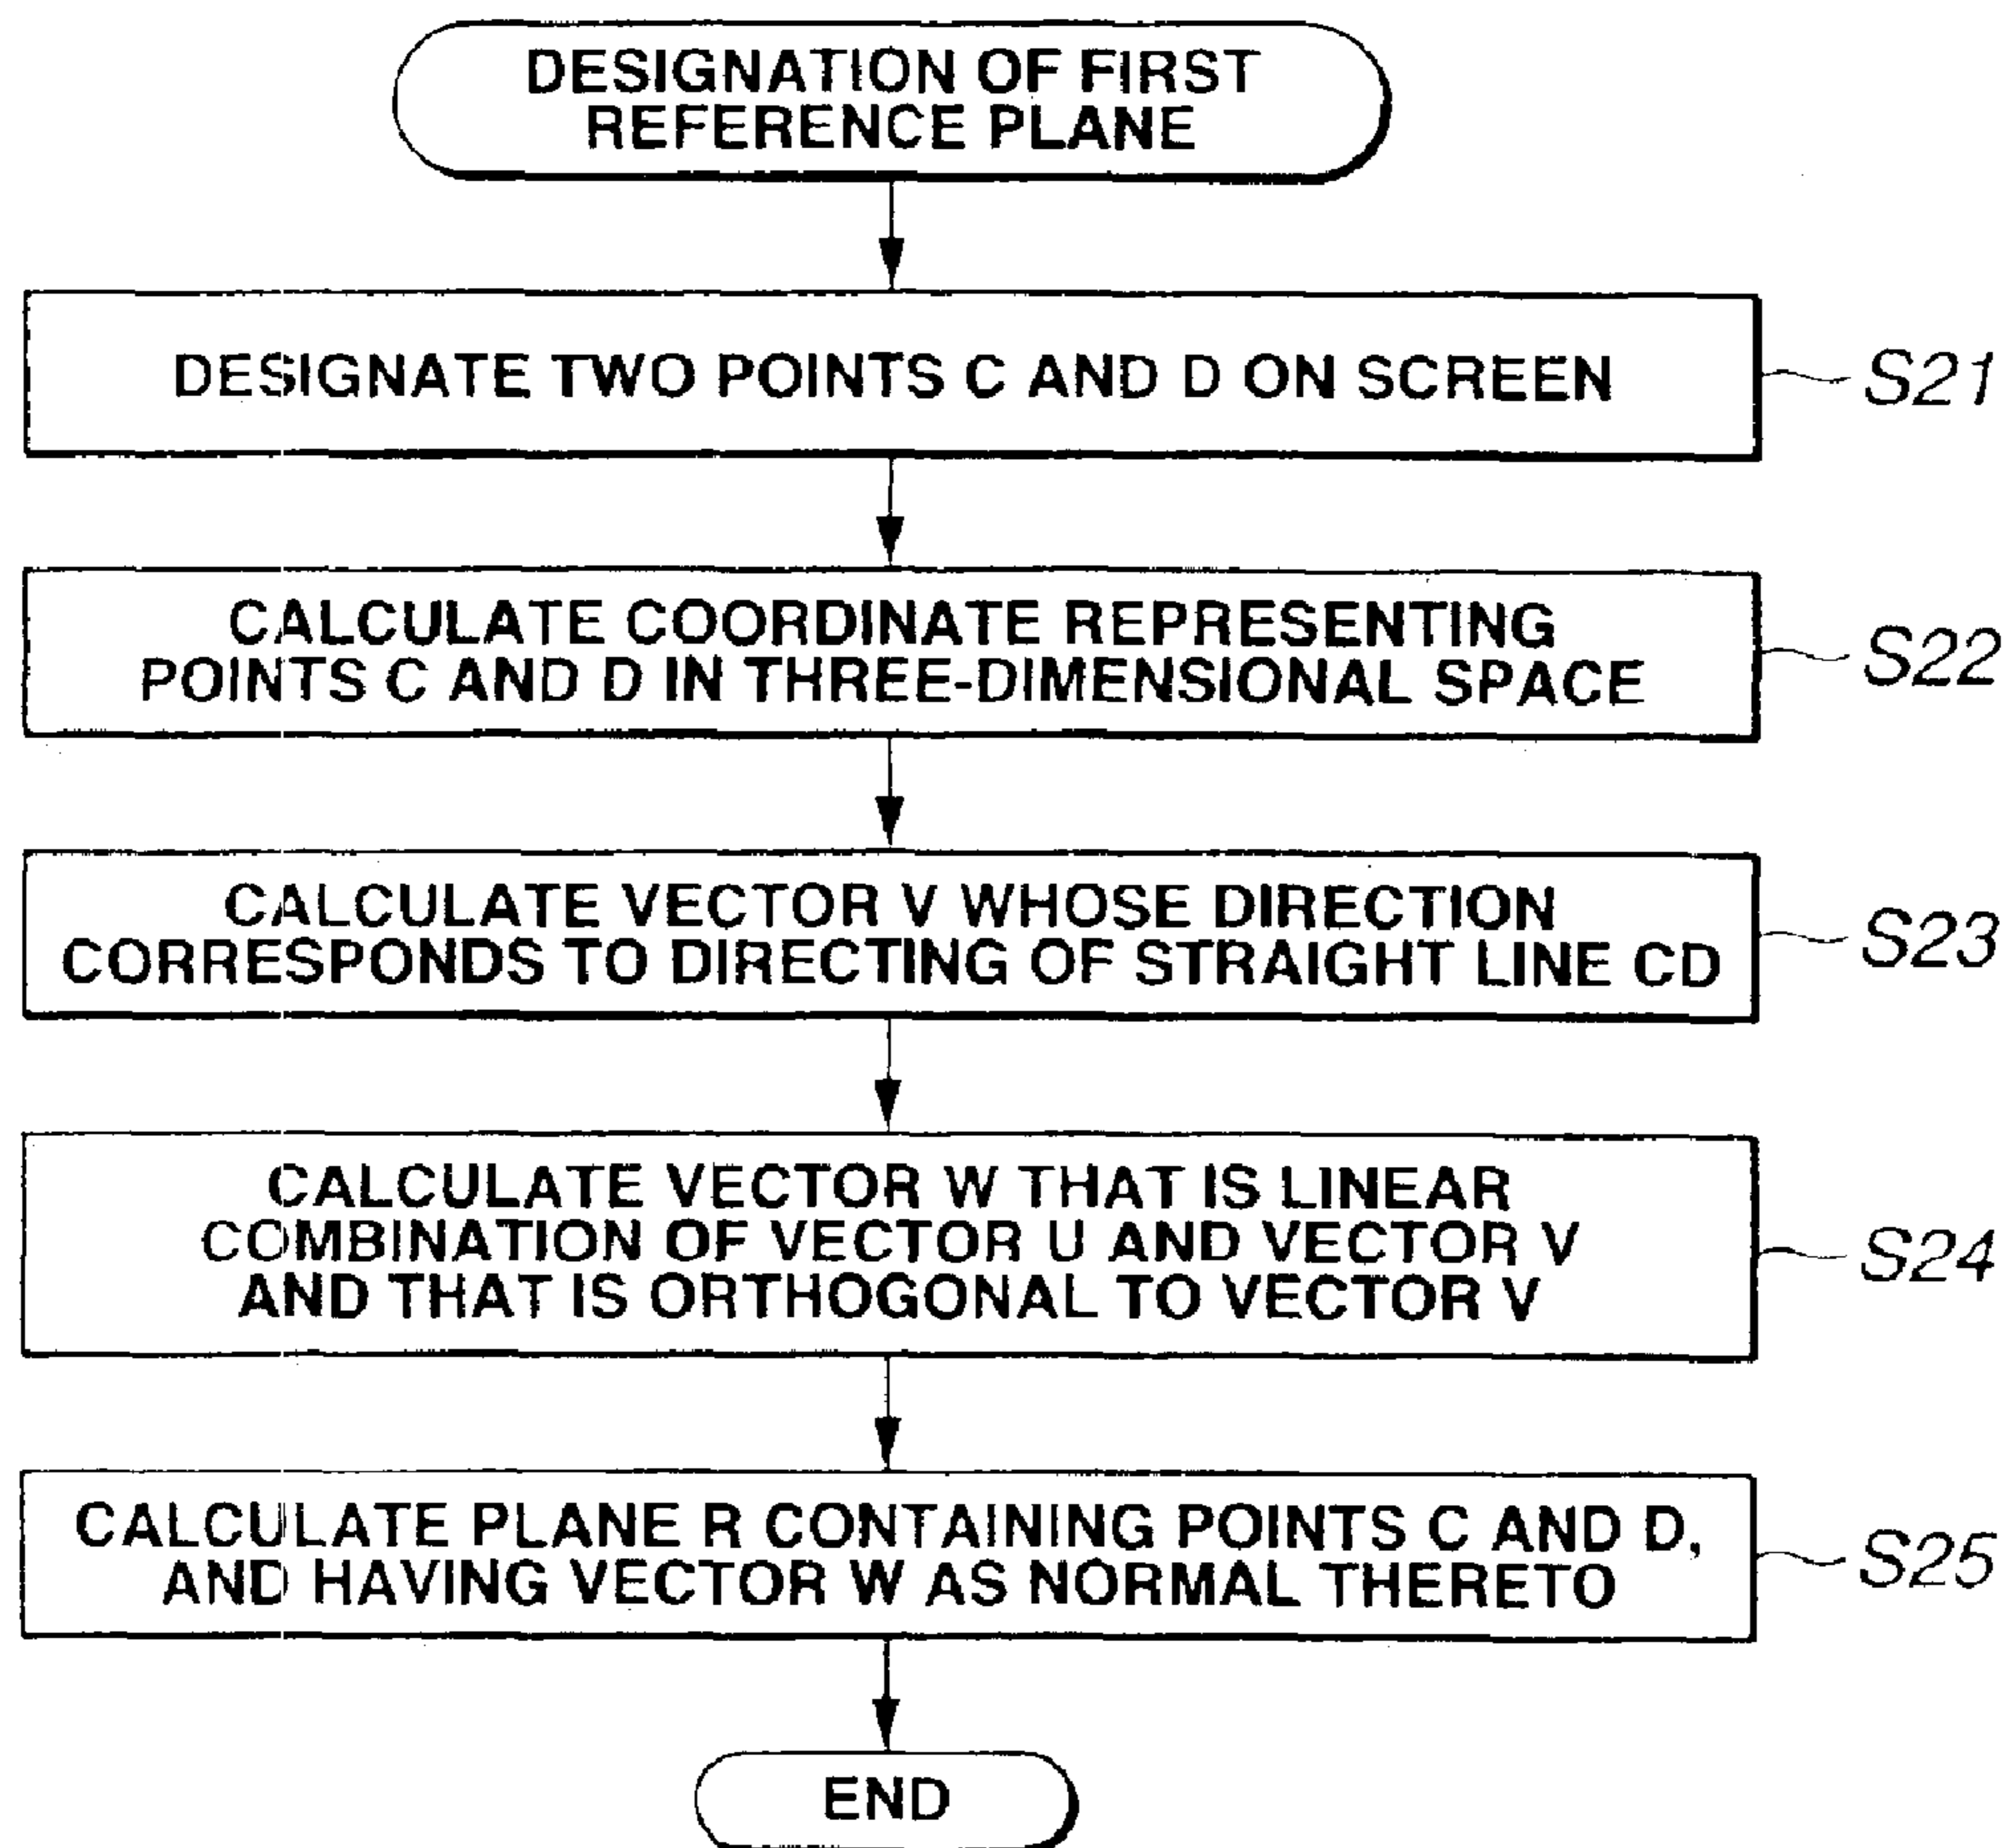 DESIGNATION OF FIRST
REFERENCE PLANE
DESIGNATE TWO POINTS C AND D ON SCREEN
S21
CALCULATE COORDINATE REPRESENTING
POINTS C AND D IN THREE-DIMENSIONAL SPACE
S22
CALCULATE VECTOR V WHOSE DIRECTION
CORRESPONDS TO DIRECTING OF STRAIGHT LINE CD
S23
CALCULATE VECTOR W THAT IS LINEAR
COMBINATION OF VECTOR U AND VECTOR V
AND THAT IS ORTHOGONAL TO VECTOR V
S24
CALCULATE PLANE R CONTAINING POINTS C AND D,
AND HAVING VECTOR W AS NORMAL THERETO
S25
END